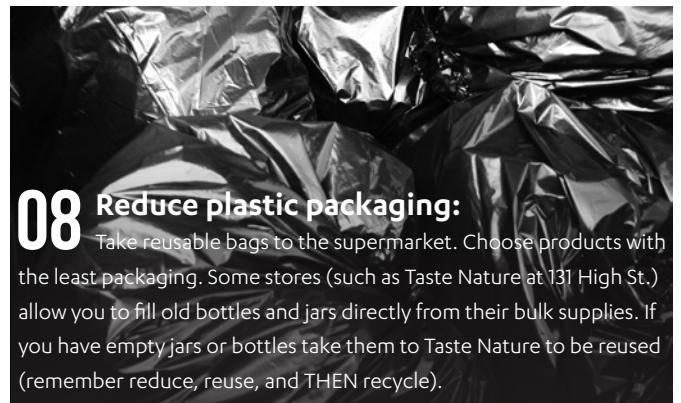 08 Reduce plastic packaging:
Take reusable bags to the supermarket. Choose products with
the least packaging. Some stores (such as Taste Nature at 131 High St.)
allow you to fill old bottles and jars directly from their bulk supplies. If
you have empty jars or bottles take them to Taste Nature to be reused
(remember reduce, reuse, and THEN recycle).